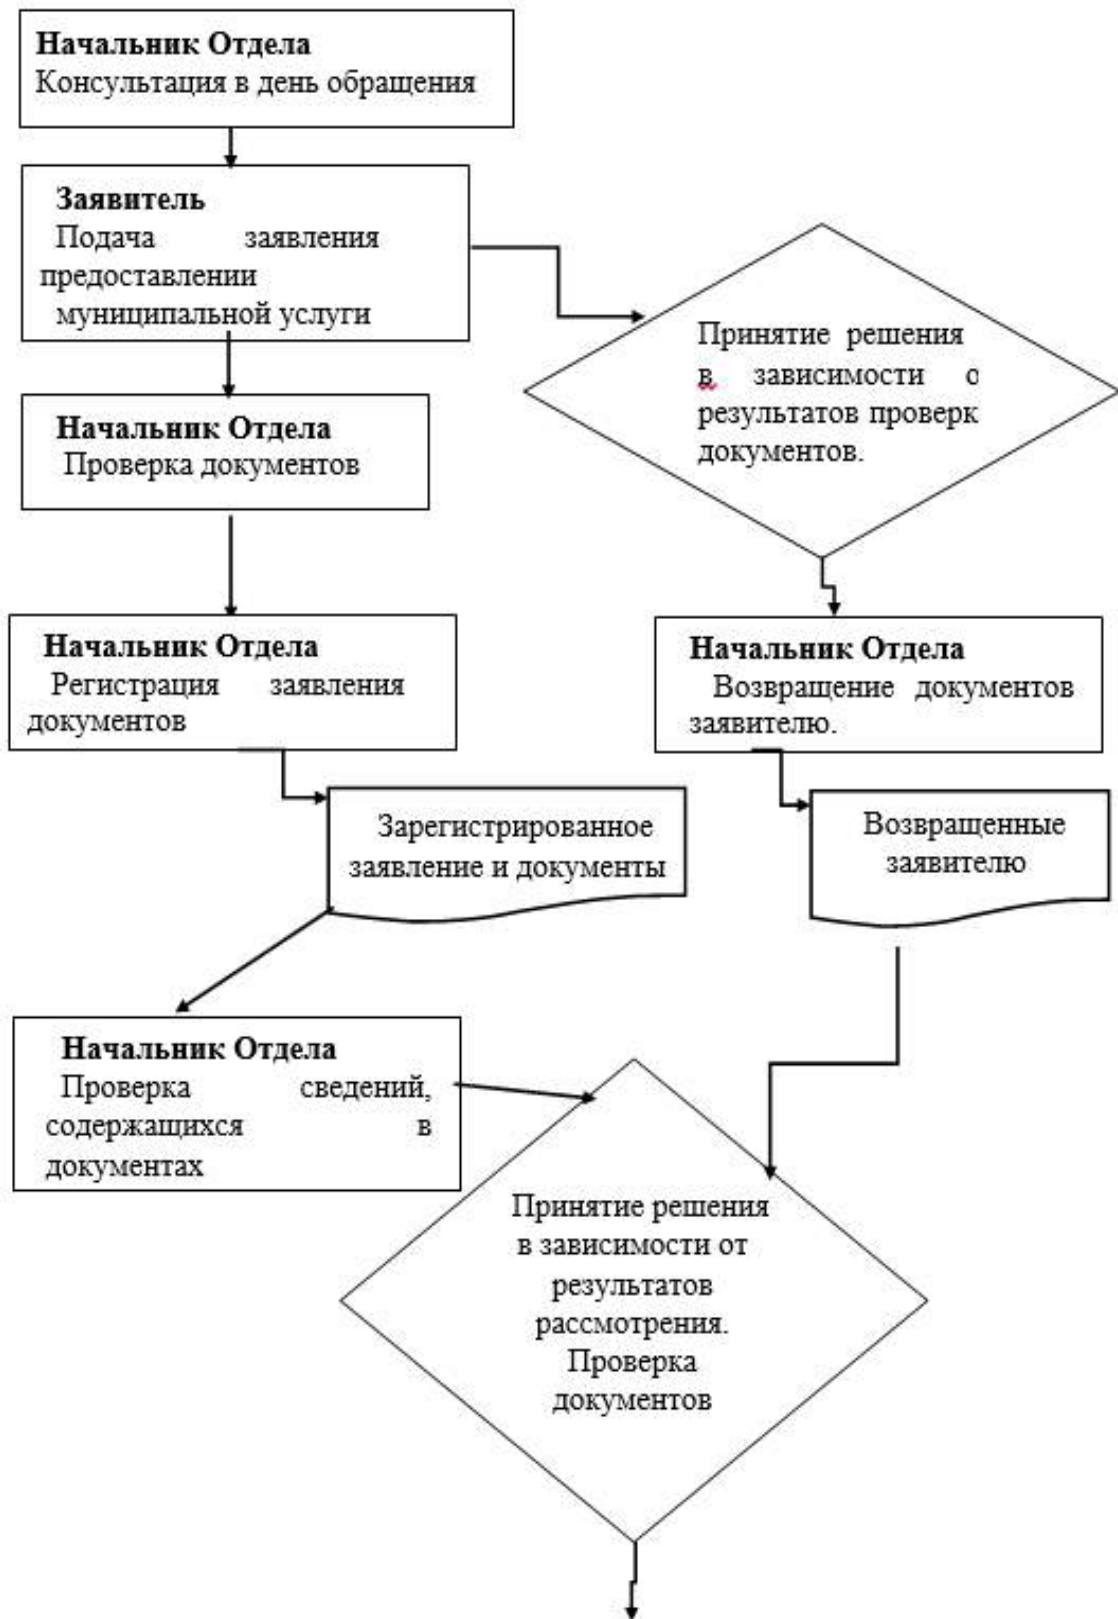 Начальник Отдела
Консультация в день обращения
Заявитель
Подача заявления
предоставлении
муниципальной услуги
Принятие решения
в зависимости о
результатов проверк
документов.
Начальник Отдела
Проверка документов
Начальник Отдела
Регистрация заявления
документов
Начальник Отдела
Возвращение документов
заявителю.
Зарегистрированное
заявление и документы
Возвращенные
заявителю
Начальник Отдела
Проверка сведений,
содержащихся в
документах
Принятие решения
в зависимости от
результатов
рассмотрения.
Проверка
документов